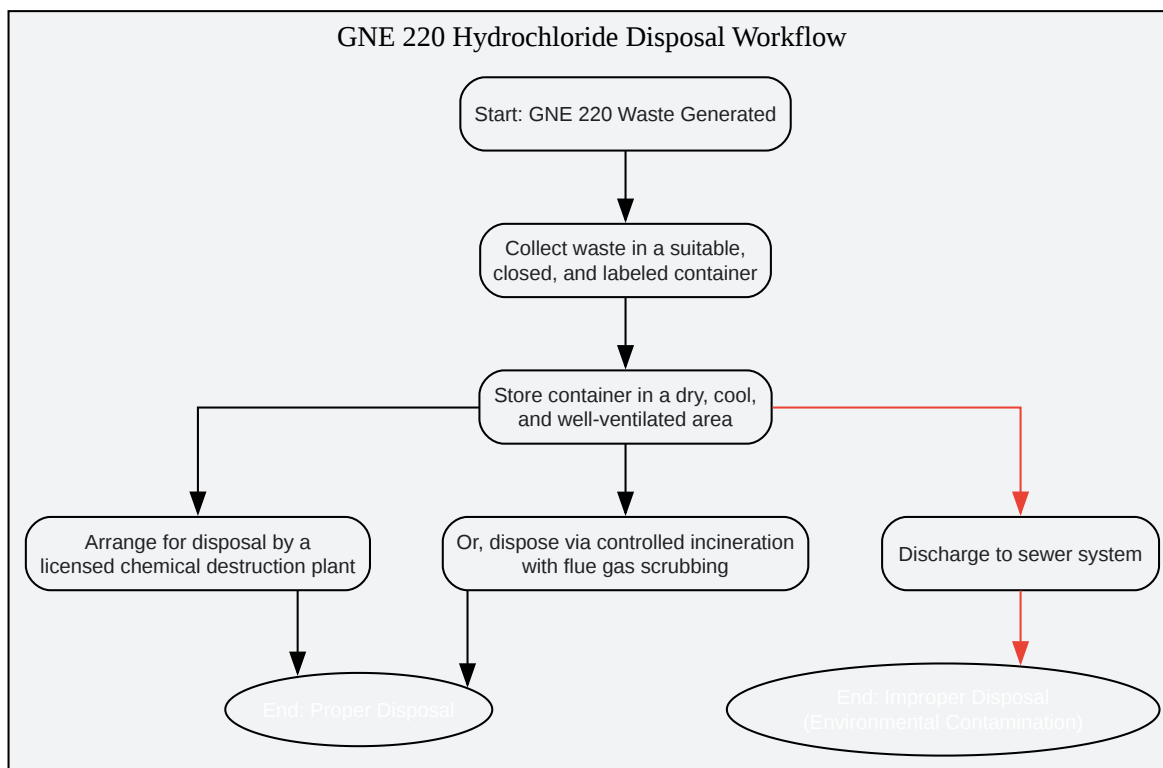 GNE 220 Hydrochloride Disposal Workflow
Start: GNE 220 Waste Generated
Collect waste in a suitable,
closed, and labeled container
Store container in a dry, cool,
and well-ventilated area
Arrange for disposal by a
licensed chemical destruction plant
Or, dispose via controlled incineration
with flue gas scrubbing
Discharge to sewer system
End: Proper Disposal
End: Improper Disposal
(Environmental Contamination)